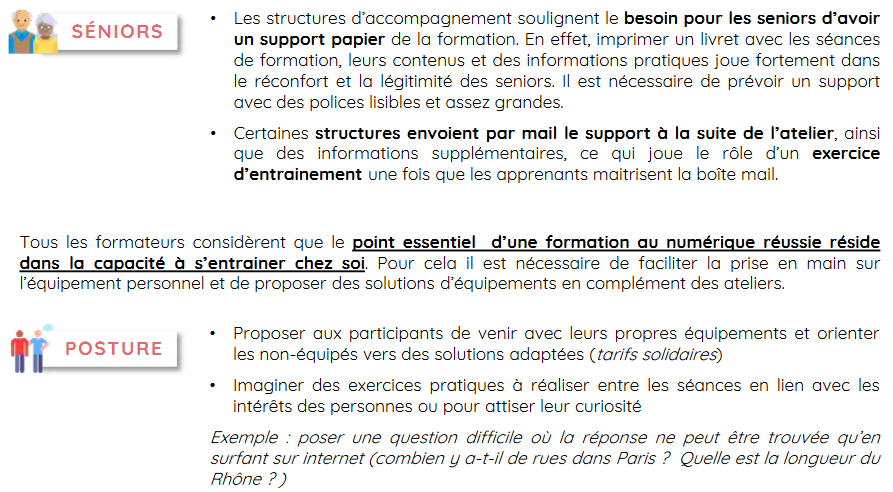 SÉNIORS
• Les structures d'accompagnement soulignent le besoin pour les seniors d'avoir
un support papier de la formation. En effet, imprimer un livret avec les séances
de formation, leurs contenus et des informations pratiques joue fortement dans
le réconfort et la légitimité des seniors. Il est nécessaire de prévoir un support
avec des polices lisibles et assez grandes.
• Certaines structures envoient par mail le support à la suite de l'atelier, ainsi
que des informations supplémentaires, ce qui joue le rôle d'un exercice
d'entrainement une fois que les apprenants maitrisent la boîte mail.
Tous les formateurs considèrent que le point essentiel d'une formation au numérique réussie réside
dans la capacité à s'entrainer chez soi. Pour cela il est nécessaire de faciliter la prise en main sur
l'équipement personnel et de proposer des solutions d'équipements en complément des ateliers.
POSTURE
• Proposer aux participants de venir avec leurs propres équipements et orienter
les non-équipés vers des solutions adaptées (tarifs solidaires)
• Imaginer des exercices pratiques à réaliser entre les séances en lien avec les
intérêts des personnes ou pour attiser leur curiosité
Exemple : poser une question difficile où la réponse ne peut être trouvée qu'en
surfant sur internet (combien y a-t-il de rues dans Paris ? Quelle est la longueur du
Rhône ? )